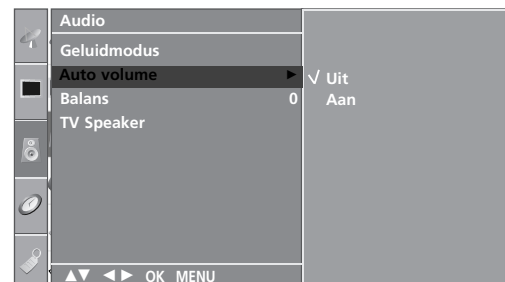 Audio
Geluidmodus
Auto volume ► √ Uit
Balans 0 Aan
TV Speaker
▲▼ ◄► OK MENU